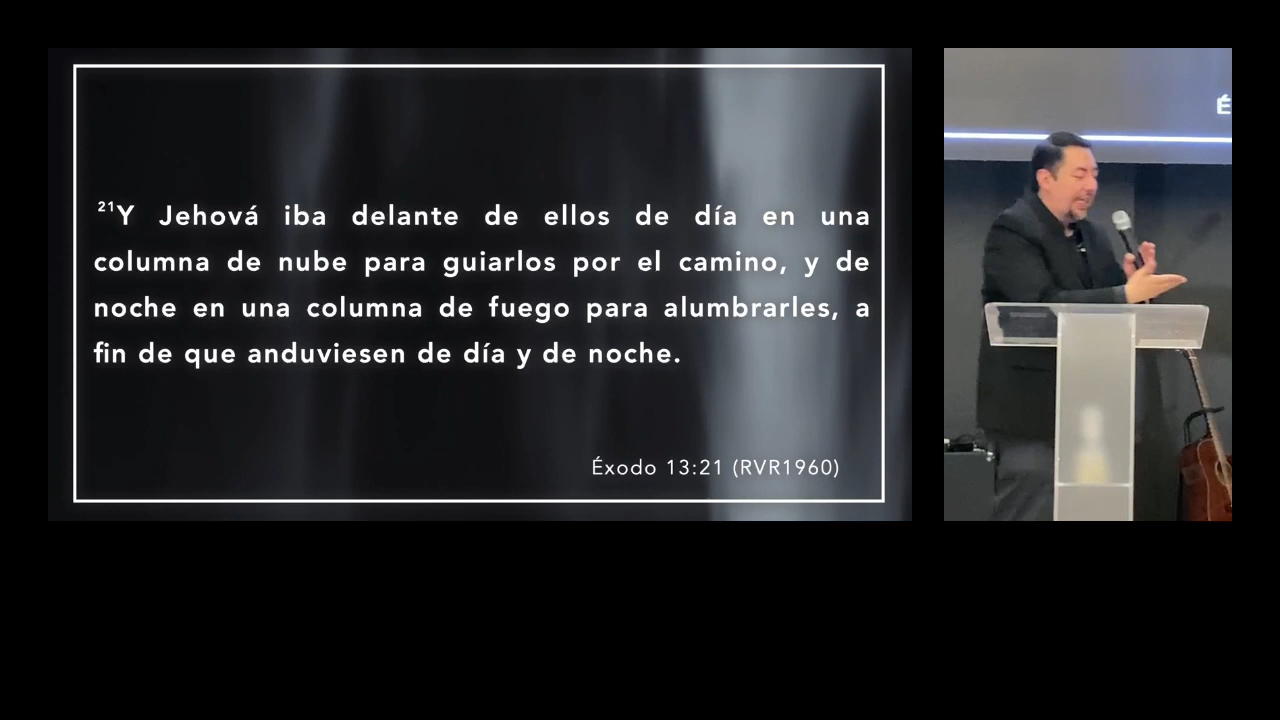 ²¹Y Jehová iba delante de ellos de día en una
columna de nube para guiarlos por el camino, y de
noche en una columna de fuego para alumbrarles, a
fin de que anduviesen de día y de noche.
Éxodo 13:21 (RVR1960)
É